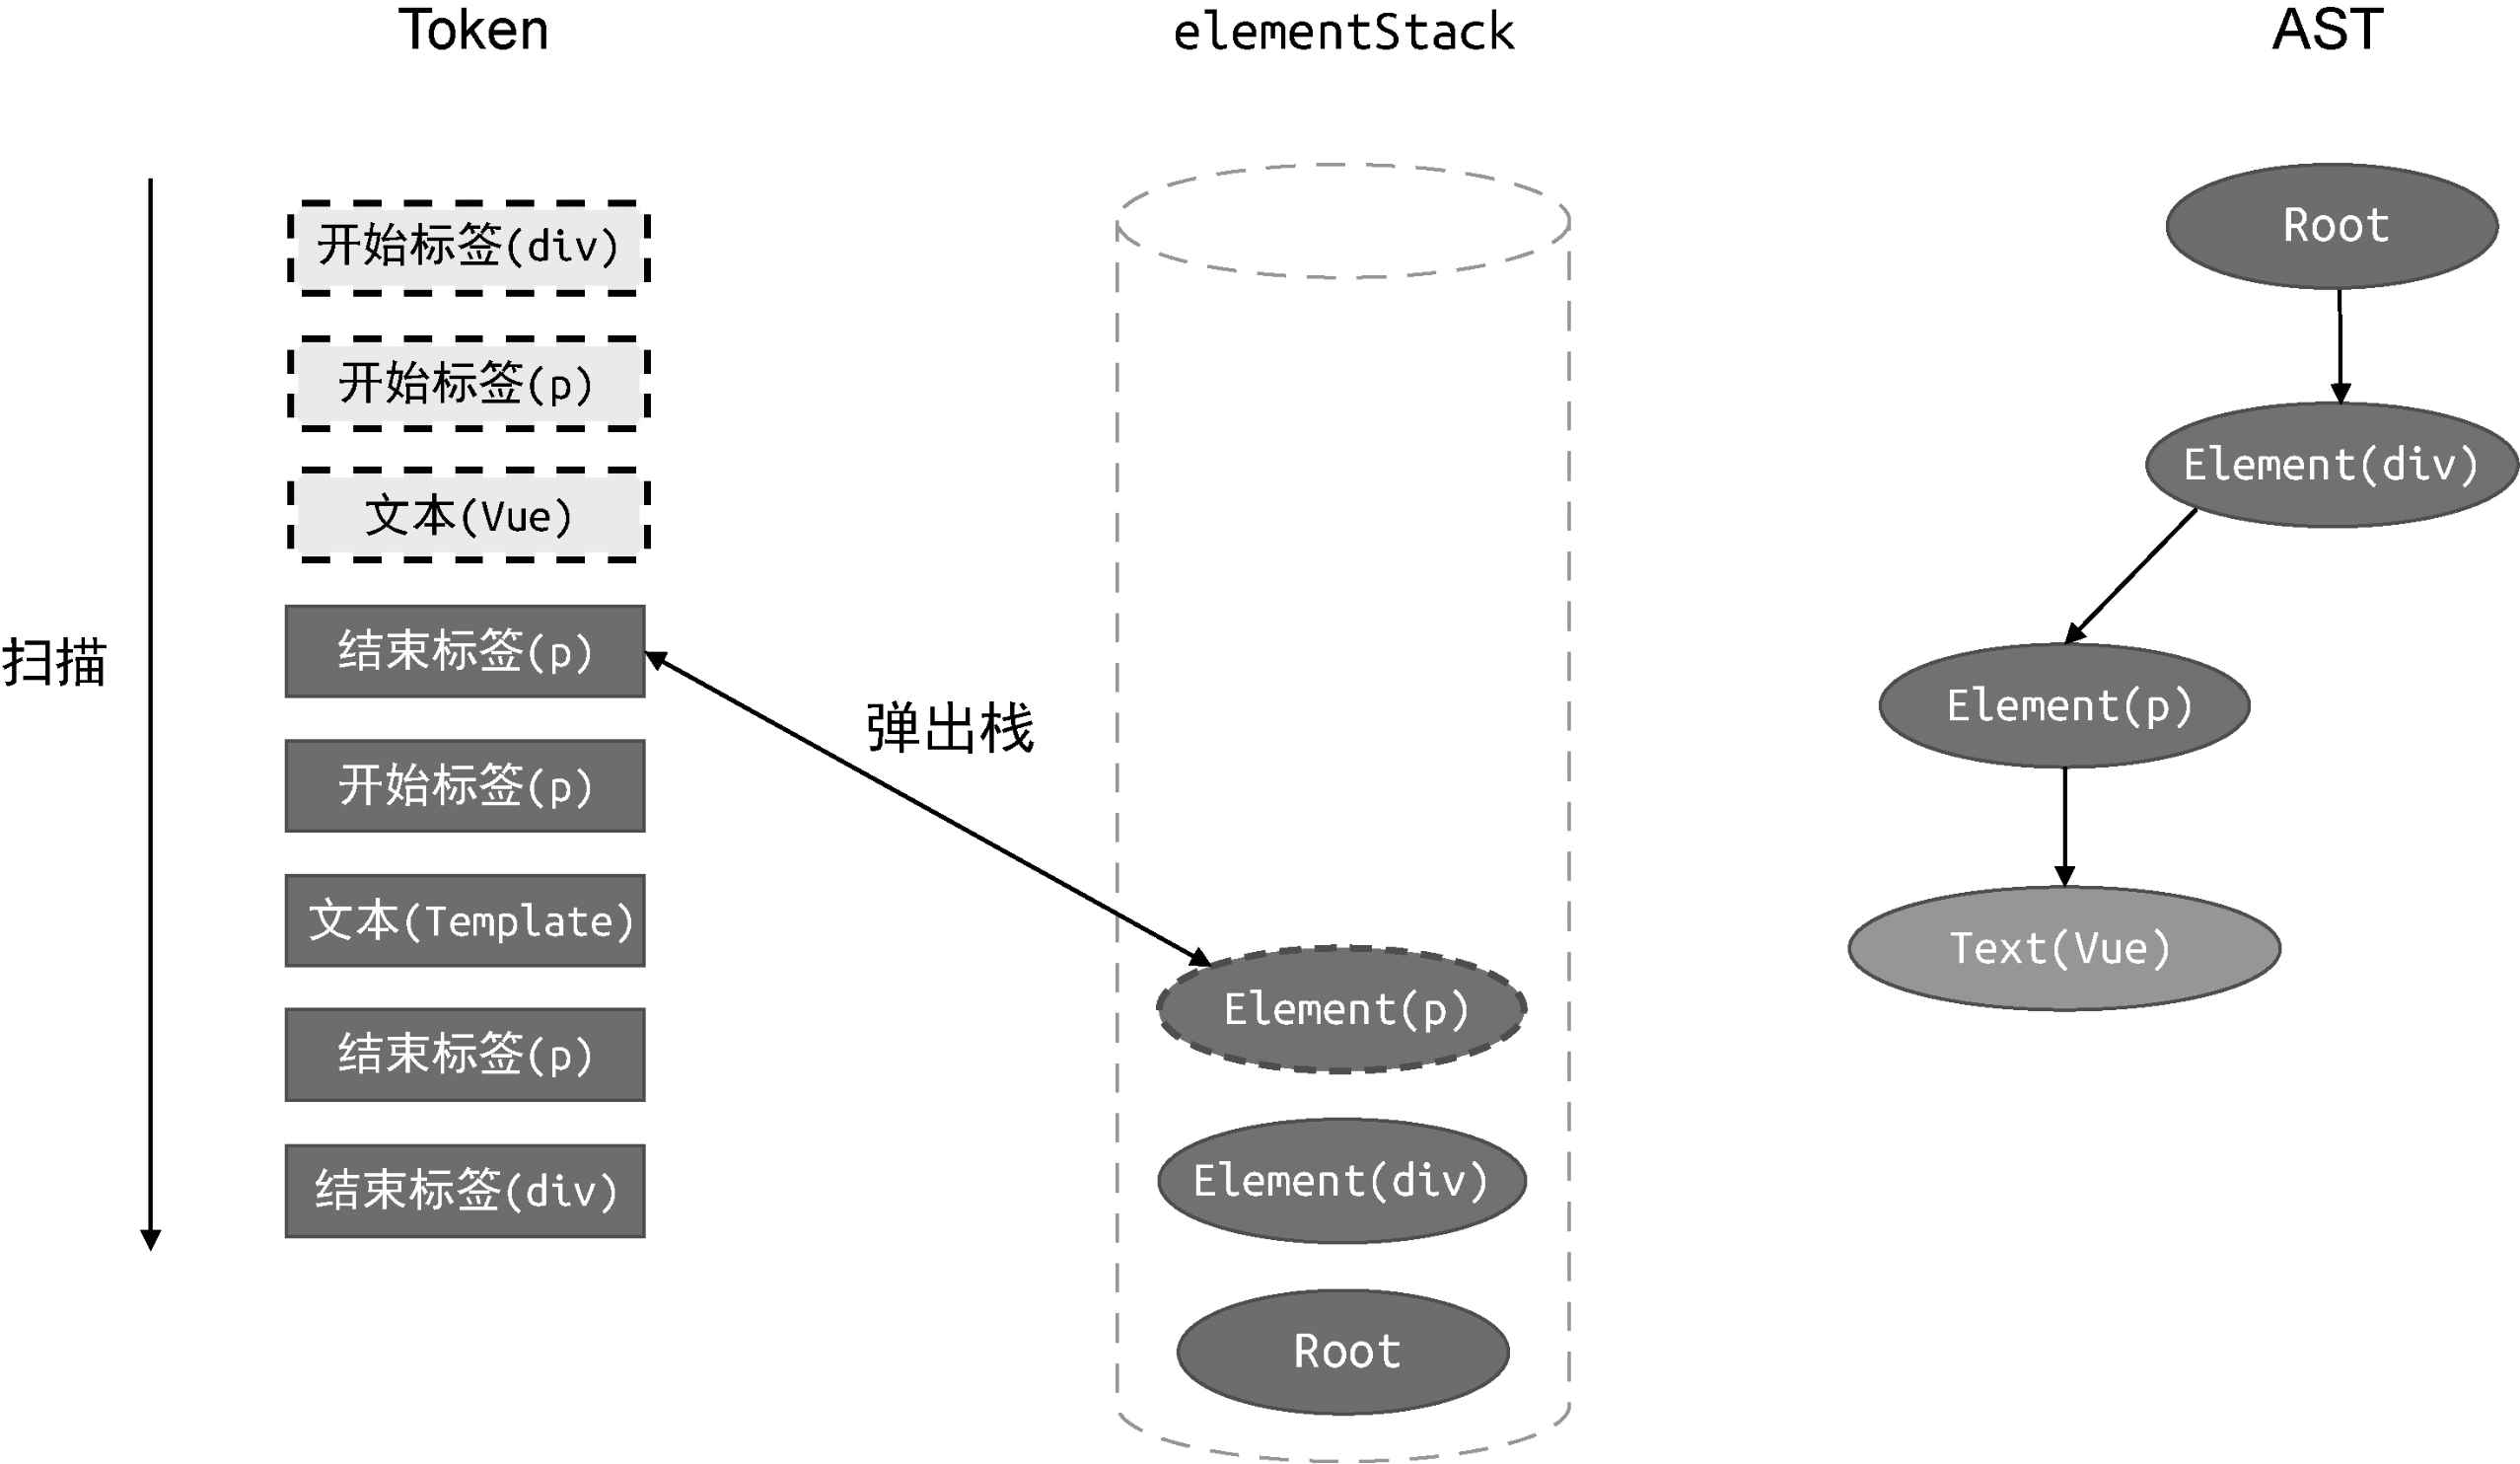 Token
elementStack
AST
扫描
开始标签(div)
开始标签(p)
文本(Vue)
结束标签(p)
开始标签(p)
文本(Template)
结束标签(p)
结束标签(div)
弹出栈
Element(p)
Element(div)
Root
Root
Element(div)
Element(p)
Text(Vue)